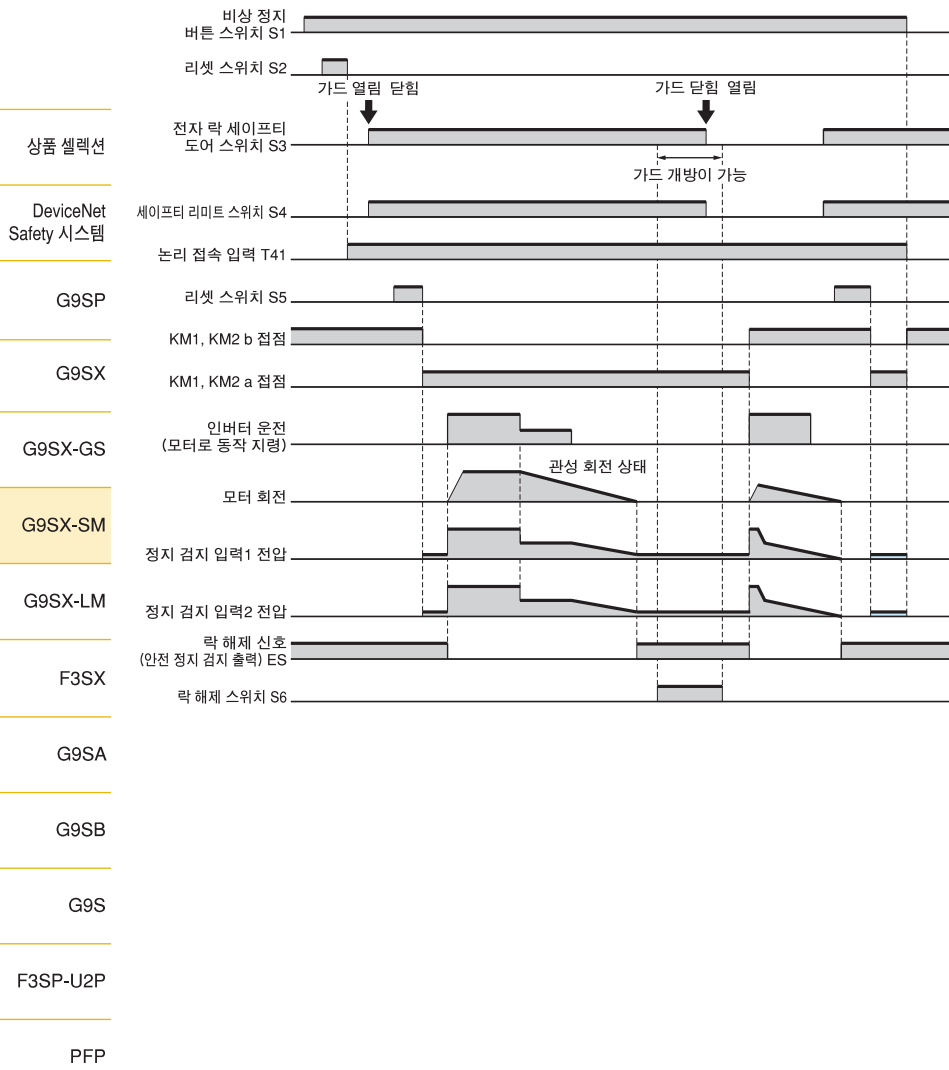 비상 정지
버튼 스위치 S1
리셋 스위치 S2
가드 열림 닫힘
가드 닫힘 열림
전자 락 세이프티
도어 스위치 S3
가드 개방이 가능
세이프티 리미트 스위치 S4
논리 접속 입력 T41
리셋 스위치 S5
KM1, KM2 b 접점
KM1, KM2 a 접점
인버터 운전
(모터로 동작 지령)
관성 회전 상태
모터 회전
정지 검지 입력1 전압
정지 검지 입력2 전압
락 해제 신호
(안전 정지 검지 출력) ES
락 해제 스위치 S6
상품 셀렉션
DeviceNet
Safety 시스템
G9SP
G9SX
G9SX-GS
G9SX-SM
G9SX-LM
F3SX
G9SA
G9SB
G9S
F3SP-U2P
PFP